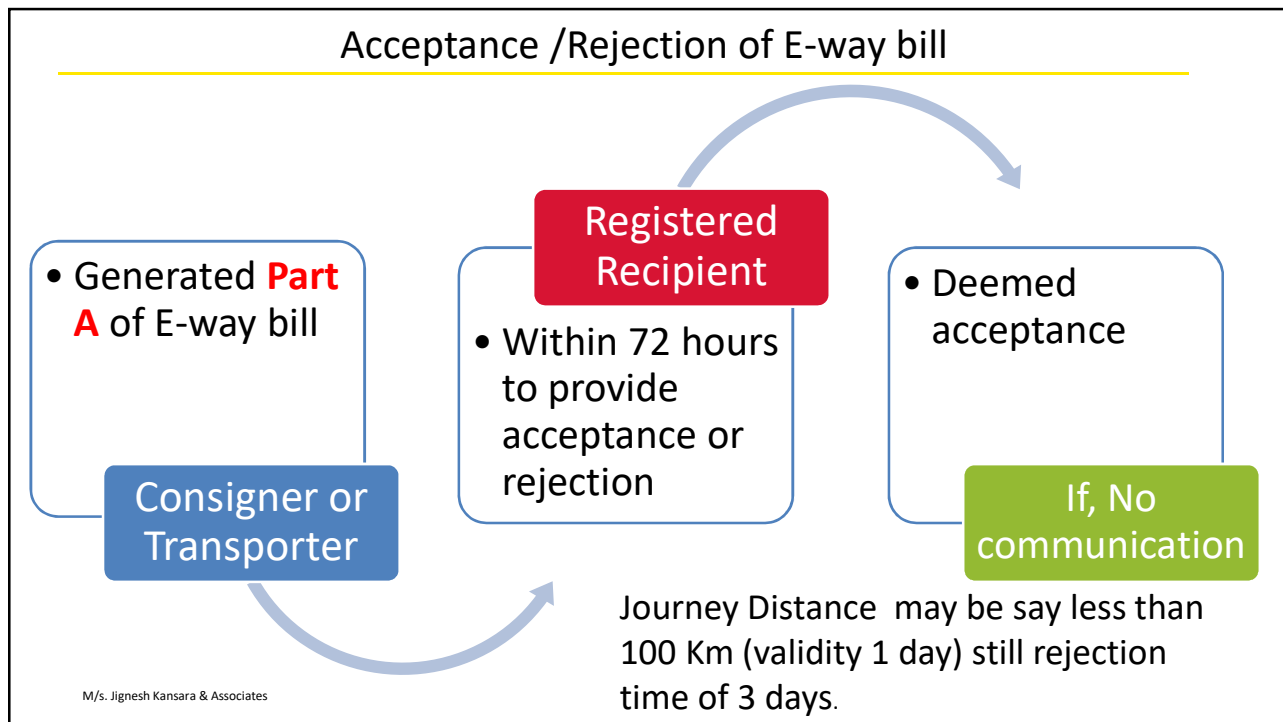 Acceptance /Rejection of E-way bill
• Generated Part
A of E-way bill
Consigner or
Transporter
Registered
Recipient
• Within 72 hours
to provide
acceptance or
rejection
• Deemed
acceptance
If, No
communication
Journey Distance may be say less than
100 Km (validity 1 day) still rejection
time of 3 days.
M/s. Jignesh Kansara & Associates